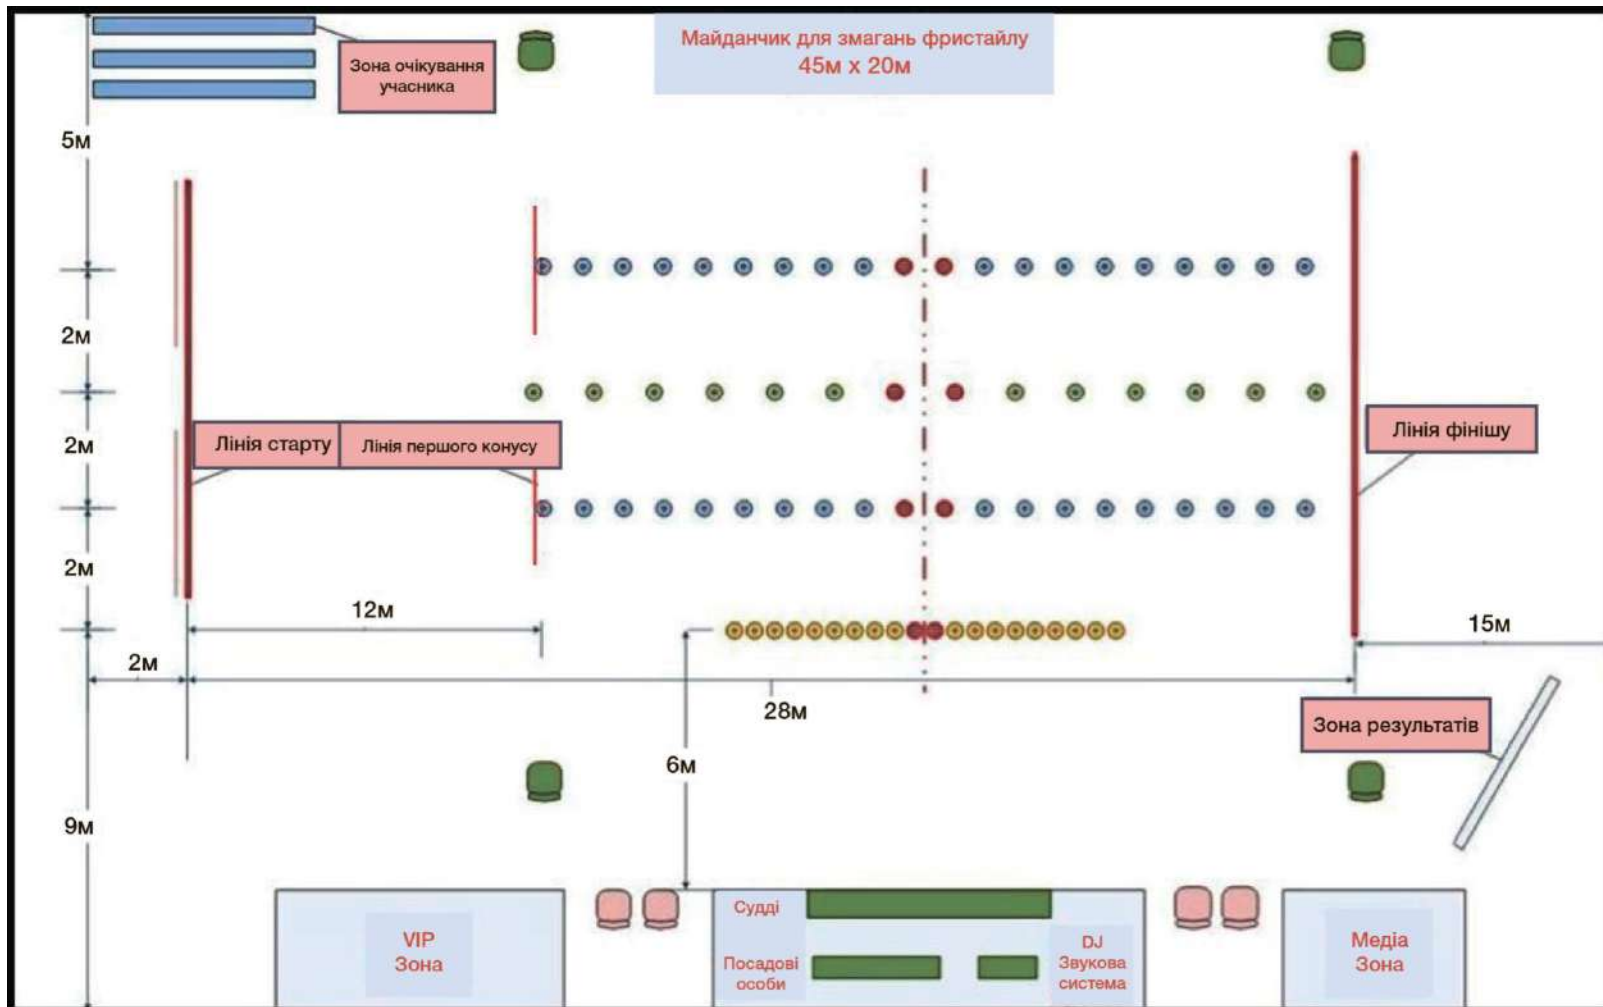 Майданчик для змагань фристайлу
45м х 20м
Зона очікування
учасника
5м
2м
2м
2м
Лінія старту
Лінія першого конусу
Лінія фінішу
12м
15м
2м
28м
Зона результатів
6м
9м
VIP
Зона
Судді
Посадові
особи
DJ
Звукова
система
Медіа
Зона